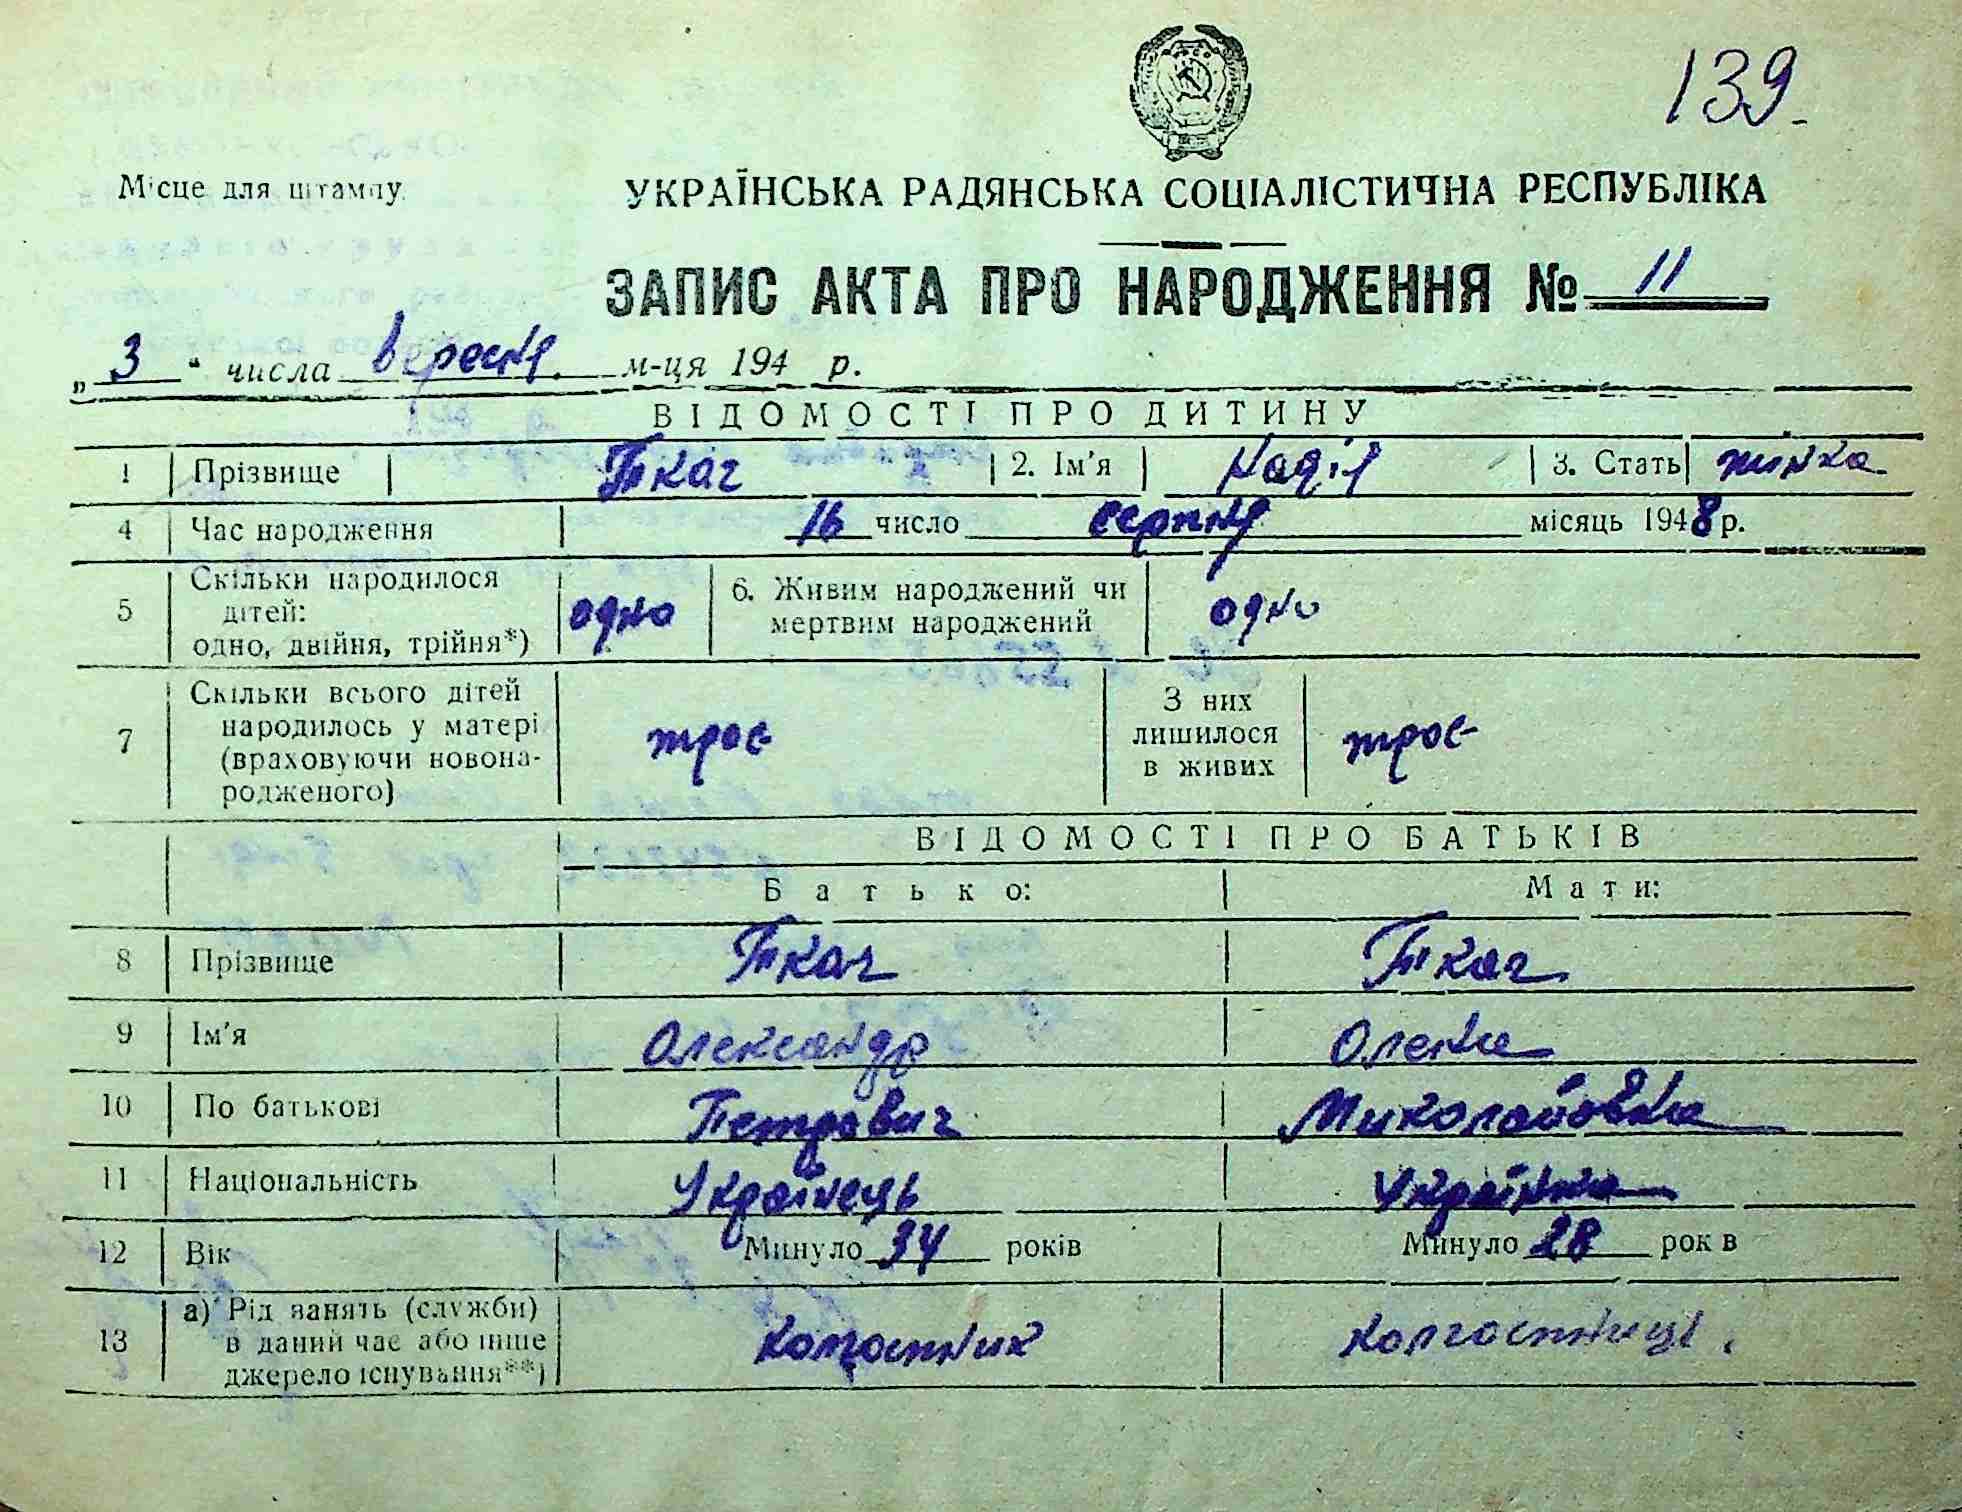 139.
Місце для штампу
УКРАЇНСЬКА РАДЯНСЬКА СОЦІАЛІСТИЧНА РЕСПУБЛІКА
ЗАПИС АКТА ПРО НАРОДЖЕННЯ № 11
„ 3 “ числа вересня. м-ця 194 р.
ВІДОМОСТІ ПРО ДИТИНУ
1 Прізвище Ткач 2. Ім'я Надія 3. Стать жінка
4 Час народження 16 число серпня місяць 1948 р.
5 Скільки народилося дітей: одно, двійня, трійня*) одно 6. Живим народжений чи мертвим народжений одно
7 Скільки всього дітей народилось у матері (враховуючи новонародженого) троє З них лишилося в живих троє
ВІДОМОСТІ ПРО БАТЬКІВ
Батько: Мати:
8 Прізвище Ткач Ткач
9 Ім'я Олександр Олена
10 По батькові Петрович Миколаївна
11 Національність Українець Українка
12 Вік Минуло 34 років Минуло 28 рок в
13 а) Рід занять (служби) в даний час або інше джерело існування**) колгоспник колгоспниця.